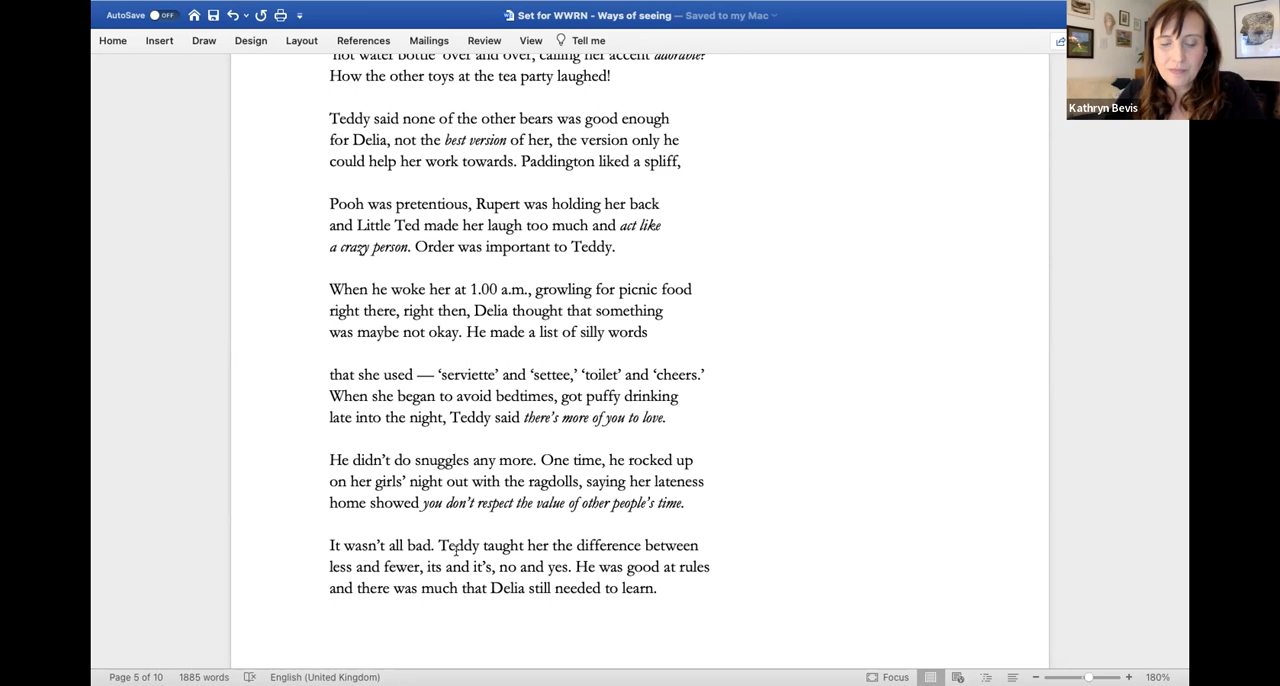 AutoSave OFF
Set for WWRN - Ways of seeing — Saved to my Mac
Home Insert Draw Design Layout References Mailings Review View Tell me
Kathryn Bevis
'hot water bottle' over and over, calling her accent adorable?
How the other toys at the tea party laughed!
Teddy said none of the other bears was good enough
for Delia, not the best version of her, the version only he
could help her work towards. Paddington liked a spliff,
Pooh was pretentious, Rupert was holding her back
and Little Ted made her laugh too much and act like
a crazy person. Order was important to Teddy.
When he woke her at 1.00 a.m., growling for picnic food
right there, right then, Delia thought that something
was maybe not okay. He made a list of silly words
that she used — ‘serviette’ and ‘settee,’ ‘toilet’ and ‘cheers.’
When she began to avoid bedtimes, got puffy drinking
late into the night, Teddy said there’s more of you to love.
He didn’t do snuggles any more. One time, he rocked up
on her girls’ night out with the ragdolls, saying her lateness
home showed you don’t respect the value of other people’s time.
It wasn’t all bad. Teddy taught her the difference between
less and fewer, its and it’s, no and yes. He was good at rules
and there was much that Delia still needed to learn.
Page 5 of 10 1885 words English (United Kingdom) Focus 180%